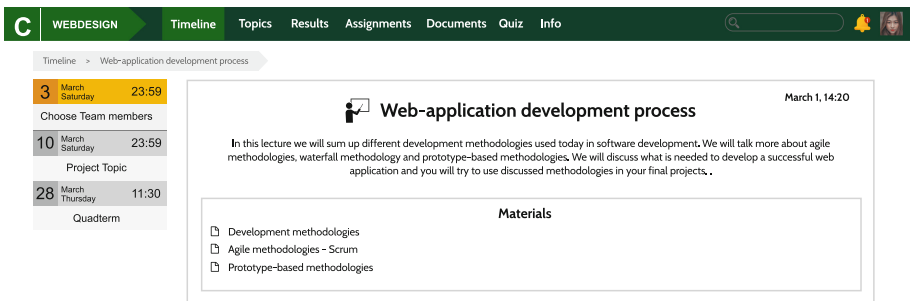 C WEBDESIGN Timeline Topics Results Assignments Documents Quiz Info
Timeline > Web-application development process
3 March Saturday 23:59
Choose Team members
10 March Saturday 23:59
Project Topic
28 March Thursday 11:30
Quadterm
March 1, 14:20
Web-application development process
In this lecture we will sum up different development methodologies used today in software development. We will talk more about agile
methodologies, waterfall methodology and prototype-based methodologies. We will discuss what is needed to develop a successful web
application and you will try to use discussed methodologies in your final projects. .
Materials
Development methodologies
Agile methodologies - Scrum
Prototype-based methodologies